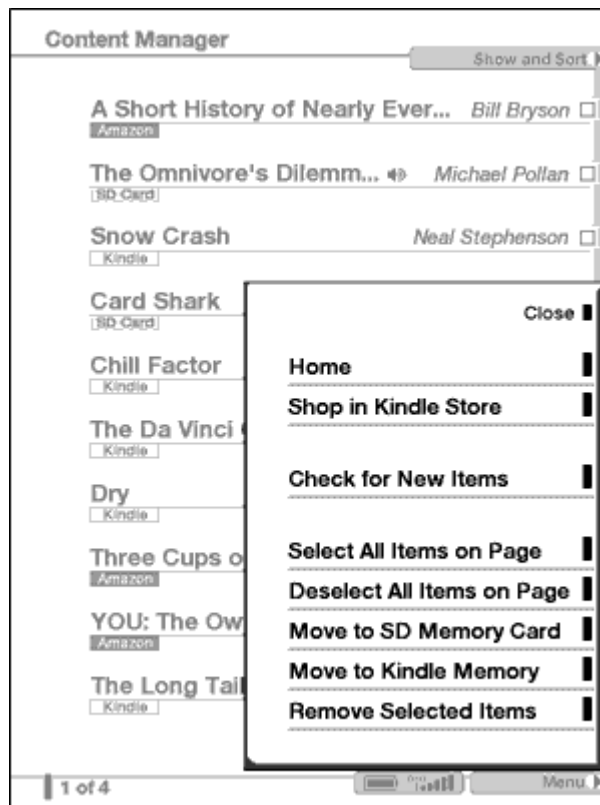 Content Manager
Show and Sort
A Short History of Nearly Ever... Bill Bryson
Amazon
The Omnivore's Dilemm... Michael Pollan
SD Card
Snow Crash Neal Stephenson
Kindle
Card Shark
SD Card
Close
Chill Factor
Kindle
Home
Shop in Kindle Store
The Da Vinci
Kindle
Check for New Items
Dry
Kindle
Three Cups o
Amazon
Select All Items on Page
Deselect All Items on Page
YOU: The Ow
Amazon
Move to SD Memory Card
Move to Kindle Memory
The Long Tail
Kindle
Remove Selected Items
1 of 4
Menu